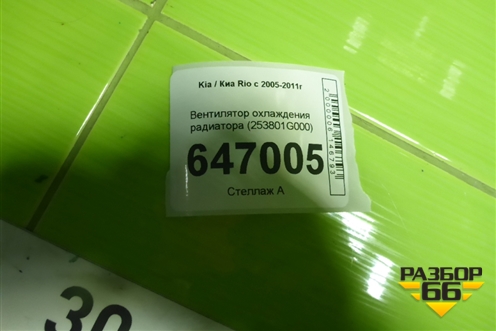 Kia / Киа Rio с 2005-2011г
Вентилятор охлаждения
радиатора (253801G000)
647005
Стеллаж А
30
РАЗБОР
66